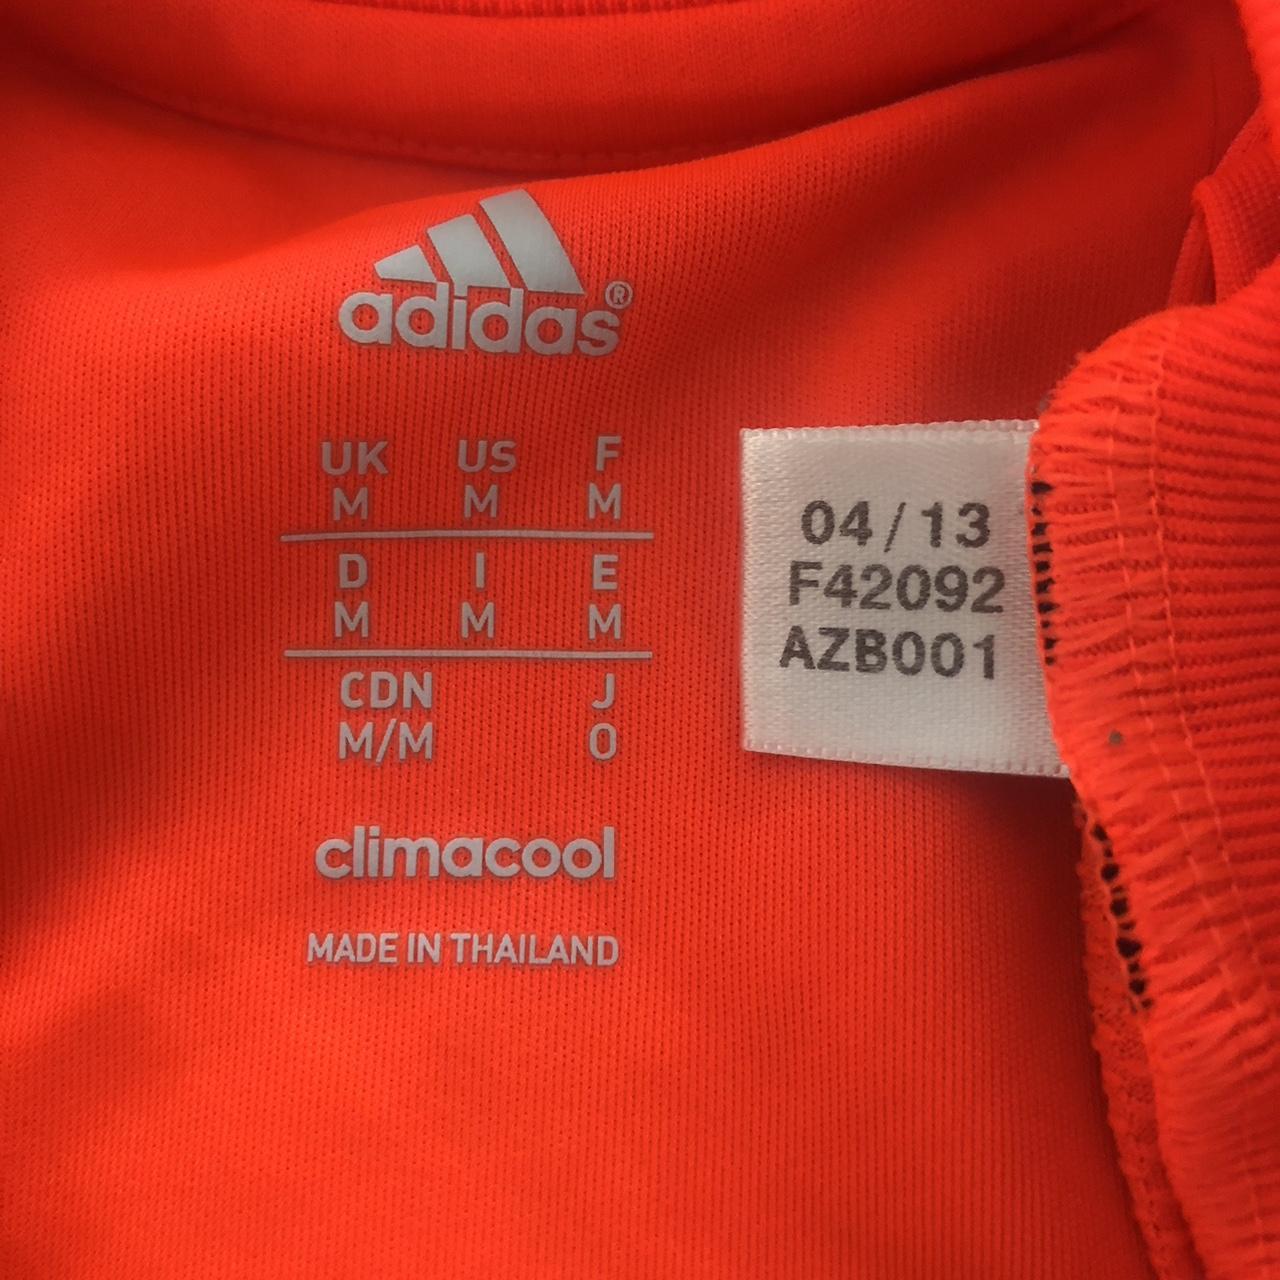 adidas®
UK US F
M M M
D I E
M M M
CDN J
M/M O
climacool
MADE IN THAILAND
04/13
F42092
AZB001